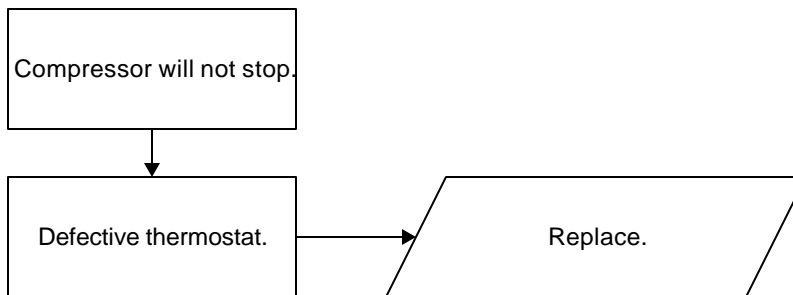 Compressor will not stop.
Defective thermostat.
Replace.